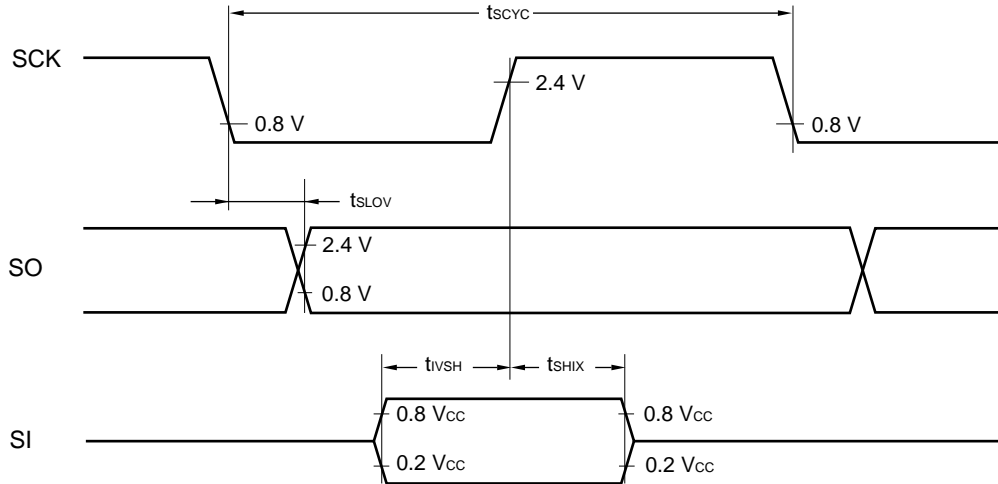 tSCYC
SCK
2.4 V
0.8 V
0.8 V
tSLOV
SO
2.4 V
0.8 V
tIVSH
tSHIX
SI
0.8 VCC
0.8 VCC
0.2 VCC
0.2 VCC